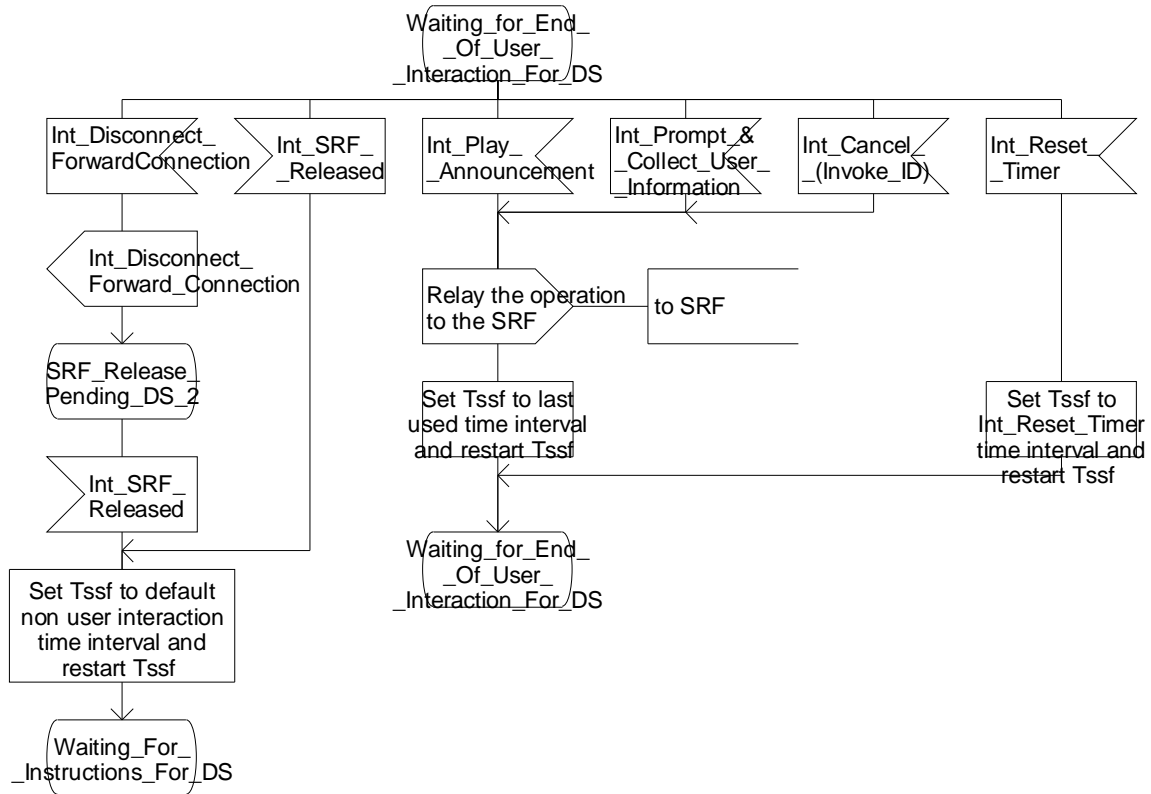 Waiting_for_End_
_Of_User_
_Interaction_For_DS
Int_Disconnect_
ForwardConnection
Int_SRF_
_Released
Int_Play_
_Announcement
Int_Prompt_&
_Collect_User_
_Information
Int_Cancel_
_(Invoke_ID)
Int_Reset_
_Timer
Int_Disconnect_
Forward_Connection
Relay the operation
to the SRF
to SRF
SRF_Release_
Pending_DS_2
Set Tssf to last
used time interval
and restart Tssf
Set Tssf to
Int_Reset_Timer
time interval and
restart Tssf
Int_SRF_
Released
Waiting_for_End_
_Of_User_
_Interaction_For_DS
Set Tssf to default
non user interaction
time interval and
restart Tssf
Waiting_For_
_Instructions_For_DS